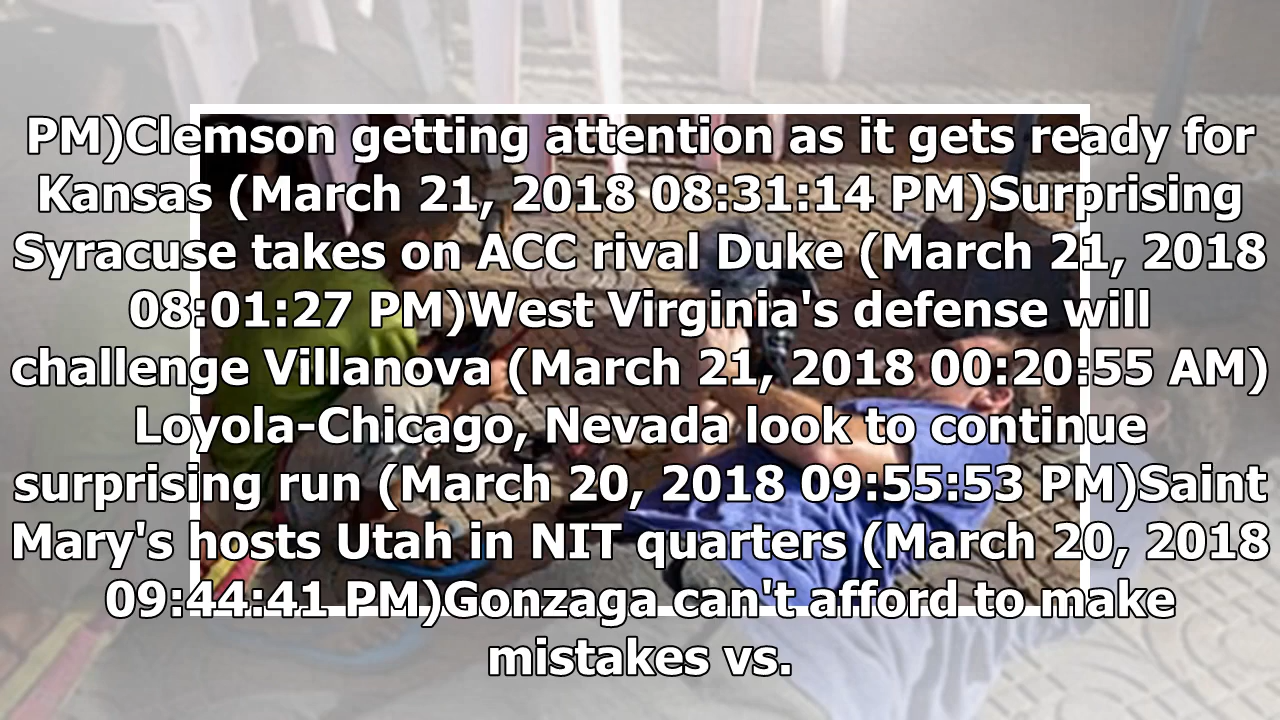 PM)Clemson getting attention as it gets ready for
Kansas (March 21, 2018 08:31:14 PM)Surprising
Syracuse takes on ACC rival Duke (March 21, 2018
08:01:27 PM)West Virginia's defense will
challenge Villanova (March 21, 2018 00:20:55 AM)
Loyola-Chicago, Nevada look to continue
surprising run (March 20, 2018 09:55:53 PM)Saint
Mary's hosts Utah in NIT quarters (March 20, 2018
09:44:41 PM)Gonzaga can't afford to make
mistakes vs.